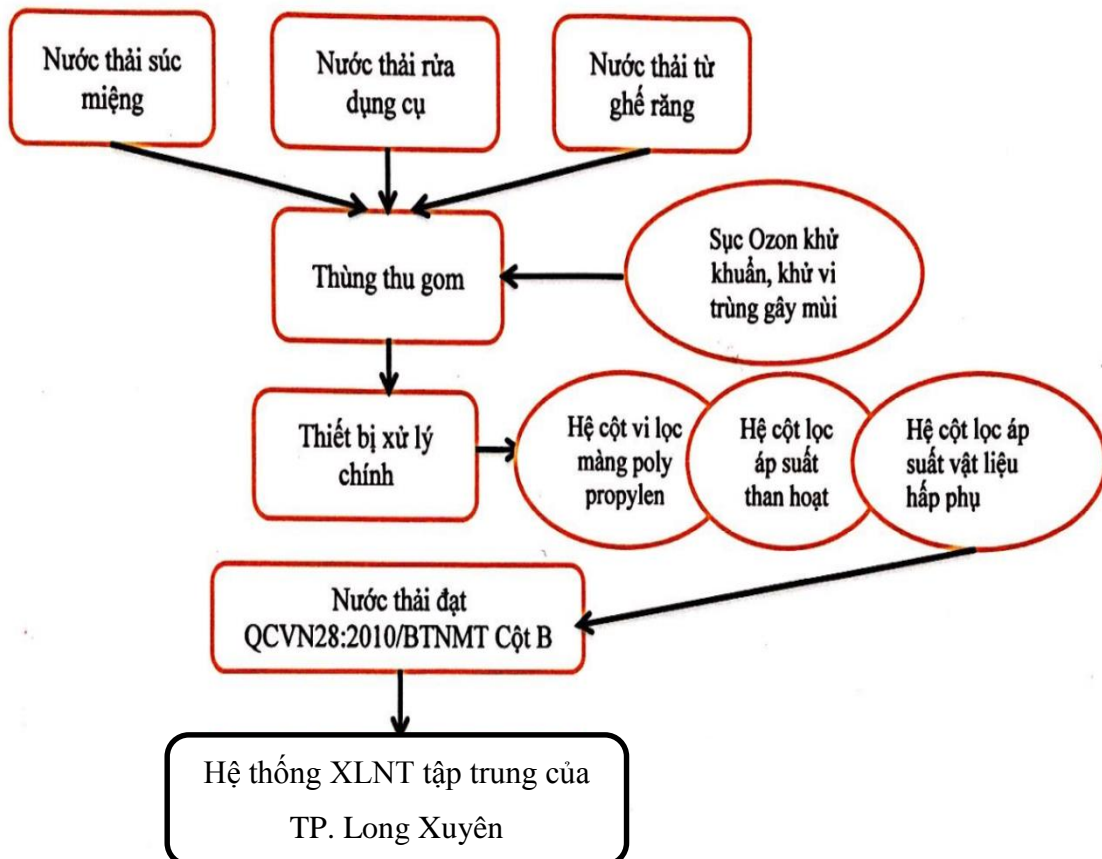 Nước thải súc
miệng
Nước thải rửa
dụng cụ
Nước thải từ
ghế răng
Thùng thu gom
Sục Ozon khử
khuẩn, khử vi
trùng gây mùi
Thiết bị xử lý
chính
Hệ cột vi lọc
màng poly
propylen
Hệ cột lọc
áp suất
than hoạt
Hệ cột lọc áp
suất vật liệu
hấp phụ
Nước thải đạt
QCVN28:2010/BTNMT Cột B
Hệ thống XLNT tập trung của
TP. Long Xuyên